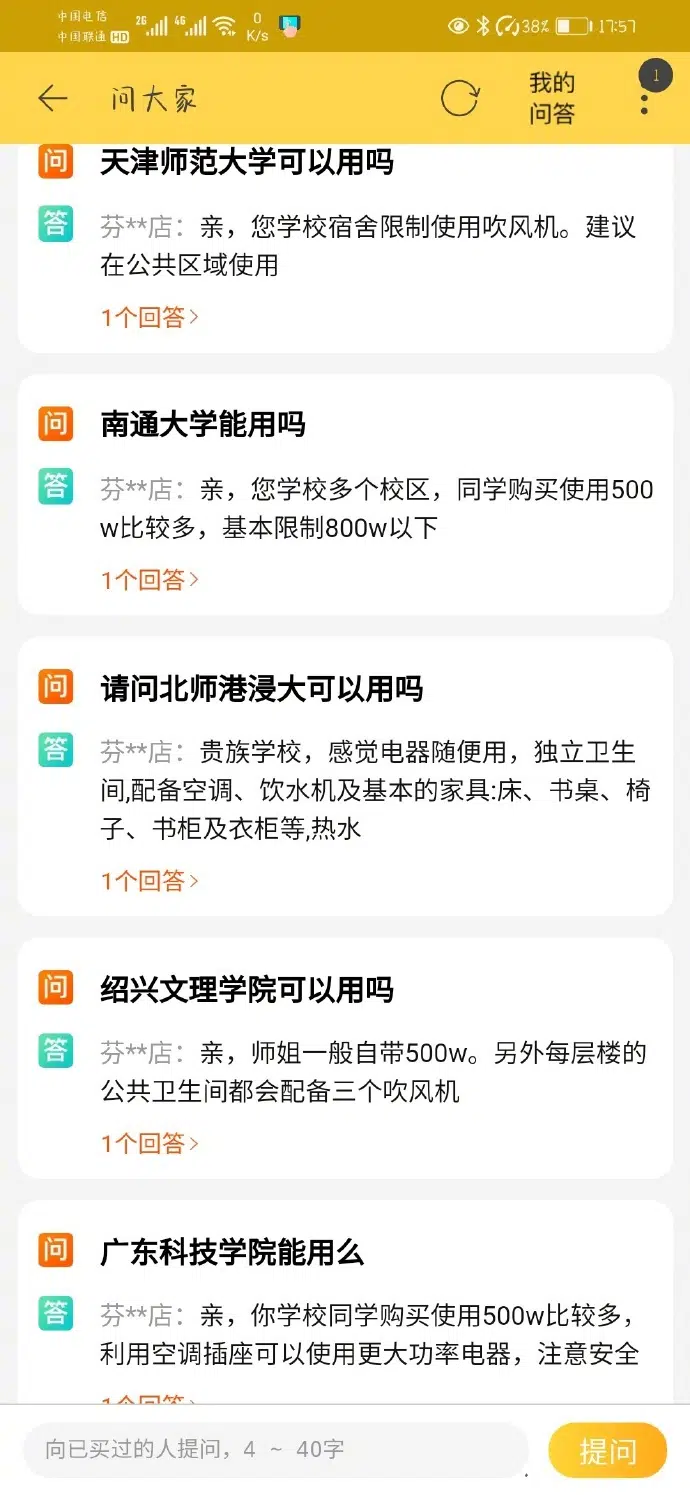 中国电信
中国联通 HD
2G
4G
0
K/s
38%
17:57
问大家
我的
问答
1
问 天津师范大学可以用吗
答 芬**店：亲，您学校宿舍限制使用吹风机。建议
在公共区域使用
1个回答>
问 南通大学能用吗
答 芬**店：亲，您学校多个校区，同学购买使用500
w比较多，基本限制800w以下
1个回答>
问 请问北师港浸大可以用吗
答 芬**店：贵族学校，感觉电器随便用，独立卫生
间,配备空调、饮水机及基本的家具:床、书桌、椅
子、书柜及衣柜等,热水
1个回答>
问 绍兴文理学院可以用吗
答 芬**店：亲，师姐一般自带500w。另外每层楼的
公共卫生间都会配备三个吹风机
1个回答>
问 广东科技学院能用么
答 芬**店：亲，你学校同学购买使用500w比较多，
利用空调插座可以使用更大功率电器，注意安全
1个回答>
向已买过的人提问，4 ~ 40字
提问